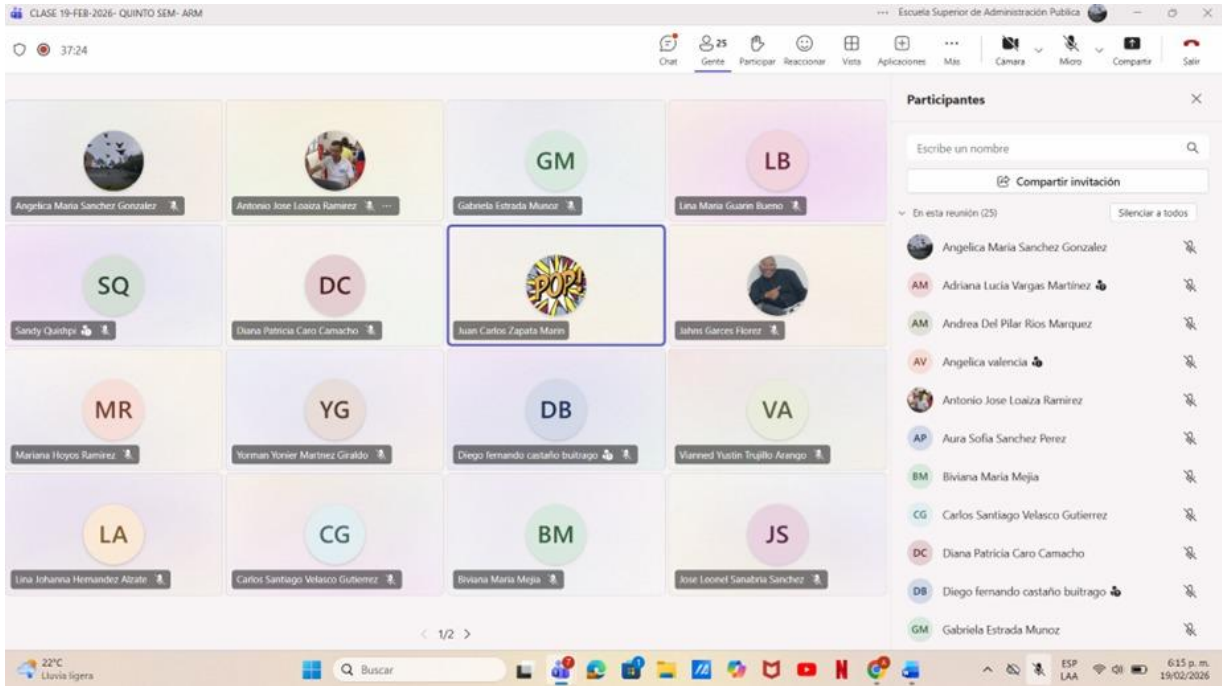 CLASE 19-FEB-2026- QUINTO SEM- ARM
Escuela Superior de Administración Publica
37:24
Chat
25
Gente
Participar
Reaccionar
Vista
Aplicaciones
Más
Cámara
Micro
Compartir
Salir
Angelica Maria Sanchez Gonzalez
Antonio Jose Loaiza Ramirez
GM
Gabriela Estrada Munoz
LB
Lina Maria Guarin Bueno
SQ
Sandy Quishpi
DC
Diana Patricia Caro Camacho
POP!
Juan Carlos Zapata Marin
Jahns Garces Florez
MR
Mariana Hoyos Ramirez
YG
Yorman Yonier Martnez Giraldo
DB
Diego fernando castaño buitrago
VA
Vianned Yustin Trujillo Arango
LA
Lina Johanna Hernandez Alzate
CG
Carlos Santiago Velasco Gutierrez
BM
Biviana Maria Mejia
JS
Jose Leonel Sanabria Sanchez
1/2
Participantes
Escribe un nombre
Compartir invitación
En esta reunión (25)
Silenciar a todos
Angelica Maria Sanchez Gonzalez
AM Adriana Lucia Vargas Martínez
AM Andrea Del Pilar Rios Marquez
AV Angelica valencia
Antonio Jose Loaiza Ramirez
AP Aura Sofia Sanchez Perez
BM Biviana Maria Mejia
CG Carlos Santiago Velasco Gutierrez
DC Diana Patricia Caro Camacho
DB Diego fernando castaño buitrago
GM Gabriela Estrada Munoz
22°C
Lluvia ligera
Buscar
ESP
LAA
6:15 p. m.
19/02/2026